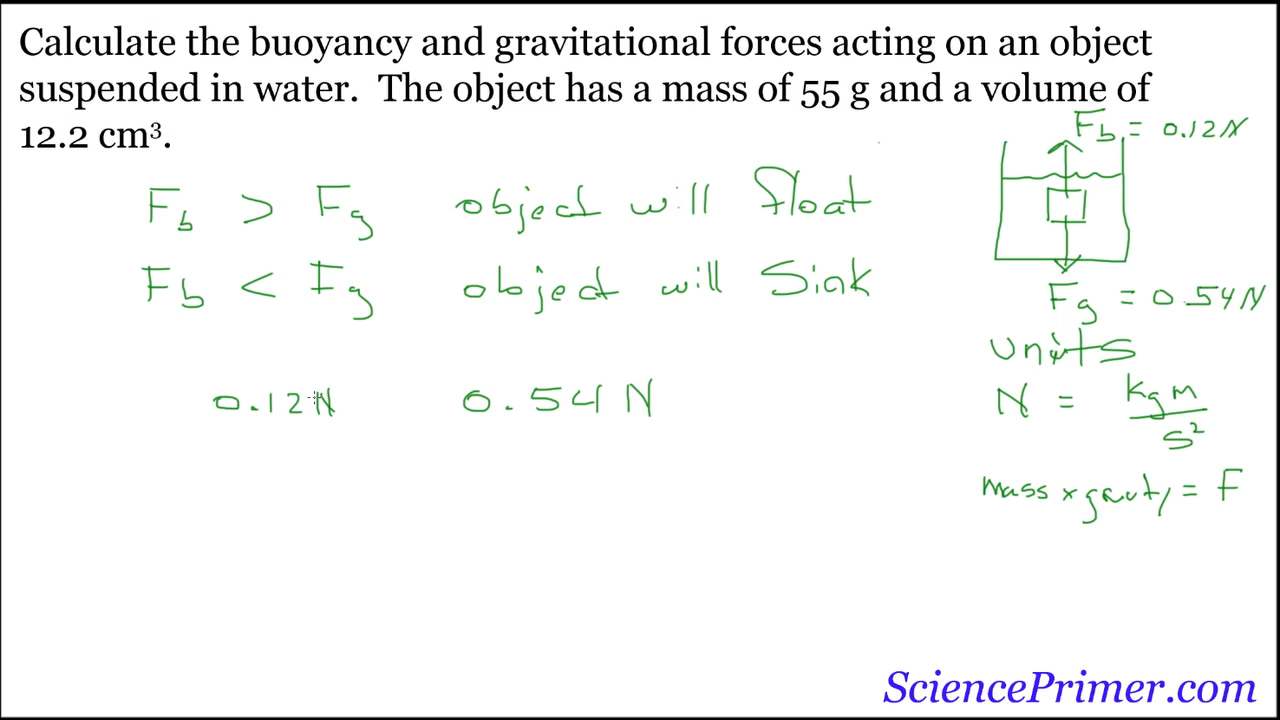 Calculate the buoyancy and gravitational forces acting on an object
suspended in water. The object has a mass of 55 g and a volume of
12.2 cm³.
Fb = 0.12N
Fb > Fg object will float
Fb < Fg object will Sink
Fg = 0.54N
units
0.12N 0.54 N
N = kgm
s²
mass x gravity = F
SciencePrimer.com